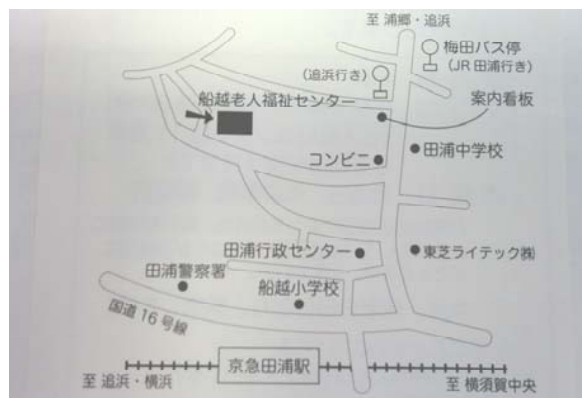 至 浦郷・追浜
梅田バス停
(JR 田浦行き)
(追浜行き)
船越老人福祉センター
案内看板
コンビニ
田浦中学校
田浦行政センター
東芝ライテック㈱
田浦警察署
船越小学校
国道16号線
京急田浦駅
至 追浜・横浜
至 横須賀中央